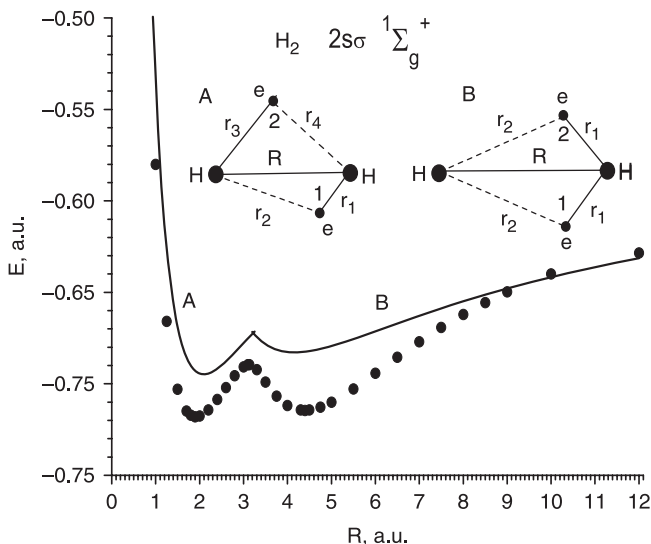 H2 2sσ ¹Σg⁺
A
e
2
r3
r4
H
R
H
1
r2
r1
e
B
e
2
r2
r1
H
R
H
1
r2
r1
e
A
B
E, a.u.
−0.50
−0.55
−0.60
−0.65
−0.75
−0.75
0 1 2 3 4 5 6 7 8 9 10 11 12
R, a.u.